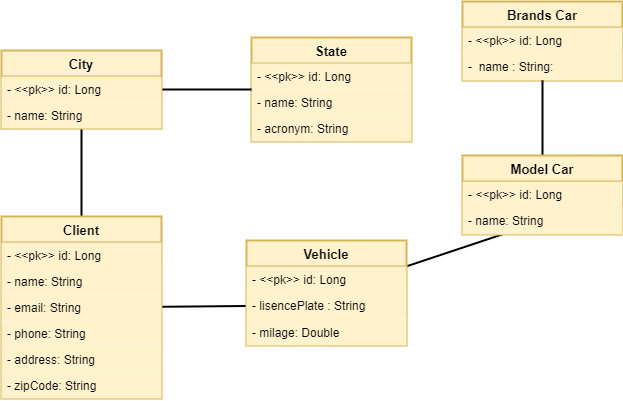 Brands Car
- <<pk>> id: Long
- name : String:
State
- <<pk>> id: Long
- name: String
- acronym: String
City
- <<pk>> id: Long
- name: String
Model Car
- <<pk>> id: Long
- name: String
Client
- <<pk>> id: Long
- name: String
- email: String
- phone: String
- address: String
- zipCode: String
Vehicle
- <<pk>> id: Long
- lisencePlate : String
- milage: Double